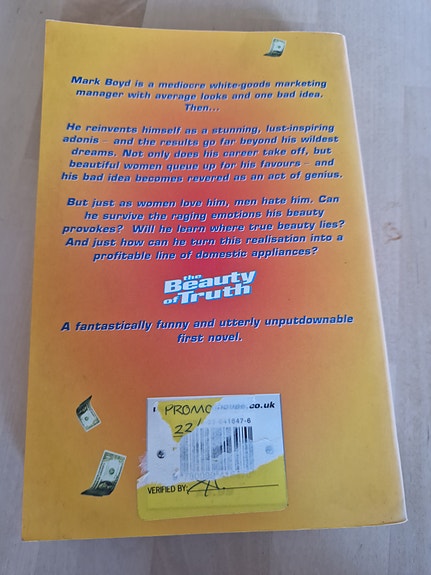 Mark Boyd is a mediocre white-goods marketing
manager with average looks and one bad idea.
Then...
He reinvents himself as a stunning, lust-inspiring
adonis – and the results go far beyond his wildest
dreams. Not only does his career take off, but
beautiful women queue up for his favours – and
his bad idea becomes revered as an act of genius.
But just as women love him, men hate him. Can
he survive the raging emotions his beauty
provokes? Will he learn where true beauty lies?
And just how can he turn this realisation into a
profitable line of domestic appliances?
the
Beauty
of Truth
A fantastically funny and utterly unputdownable
first novel.
.co.uk
PROMO
22/
41847-6
VERIFIED BY: